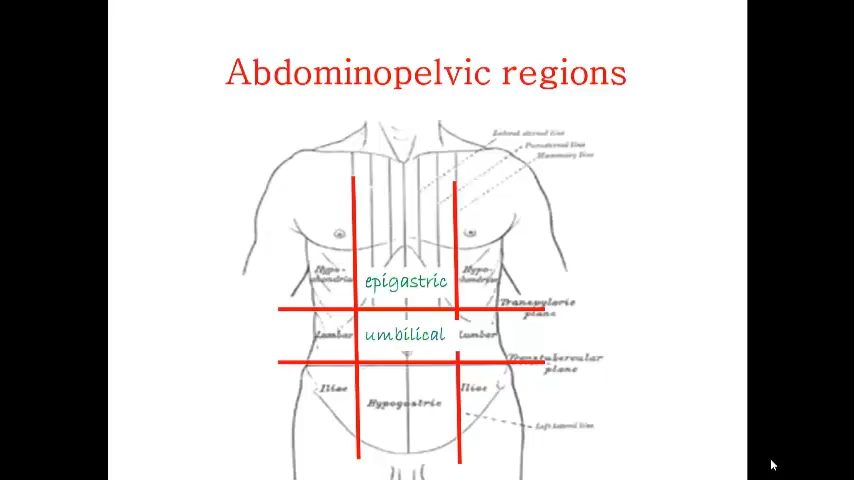 Abdominopelvic regions
Lateral sternal line
Parasternal line
Mammary line
Hypo-
chondriac
epigastric
Hypo-
chondriac
Transpyloric
plane
Lumbar
umbilical
Lumbar
Transtubercular
plane
Iliac
Hypogastric
Iliac
Left lateral line